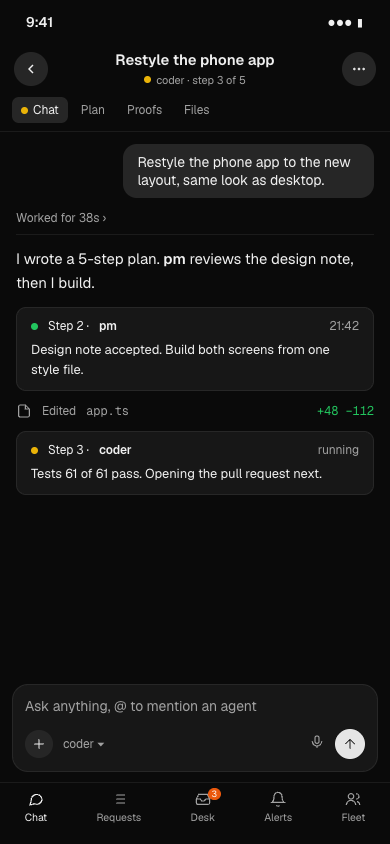 9:41
Restyle the phone app
coder · step 3 of 5
Chat
Plan
Proofs
Files
Restyle the phone app to the new
layout, same look as desktop.
Worked for 38s ›
I wrote a 5-step plan. pm reviews the design note,
then I build.
Step 2 · pm
21:42
Design note accepted. Build both screens from one
style file.
Edited app.ts
+48 −112
Step 3 · coder
running
Tests 61 of 61 pass. Opening the pull request next.
Ask anything, @ to mention an agent
coder
3
Chat
Requests
Desk
Alerts
Fleet